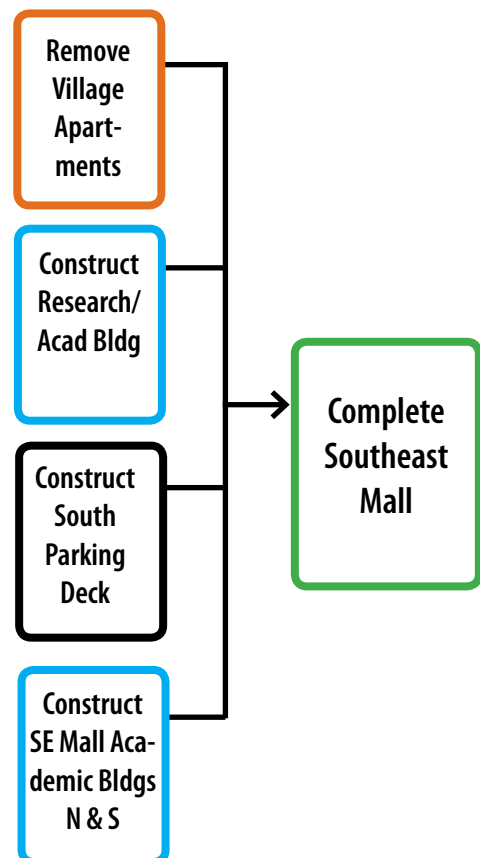 Remove
Village
Apart-
ments
Construct
Research/
Acad Bldg
Construct
South
Parking
Deck
Construct
SE Mall Aca-
demic Bldgs
N & S
Complete
Southeast
Mall